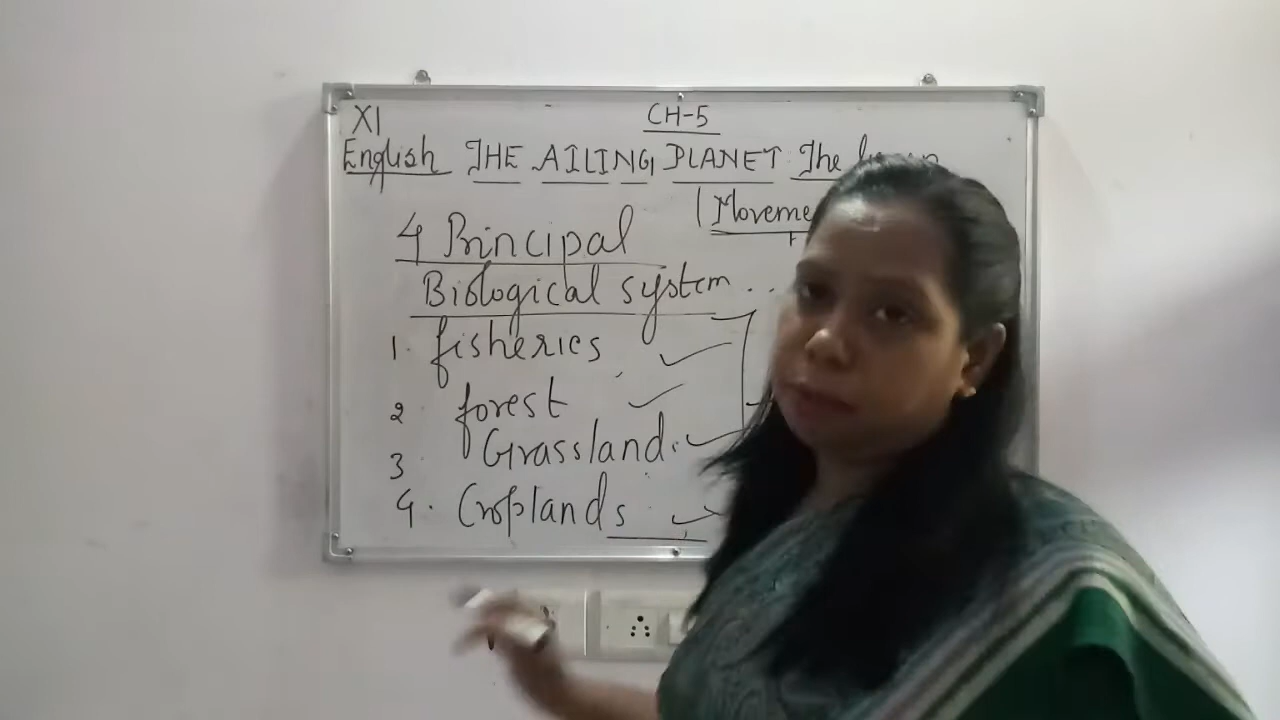 XI CH-5
English THE AILING PLANET The
4 Principal
Biological system...
1. fisheries
2. forest
3 Grassland.
4. Croplands